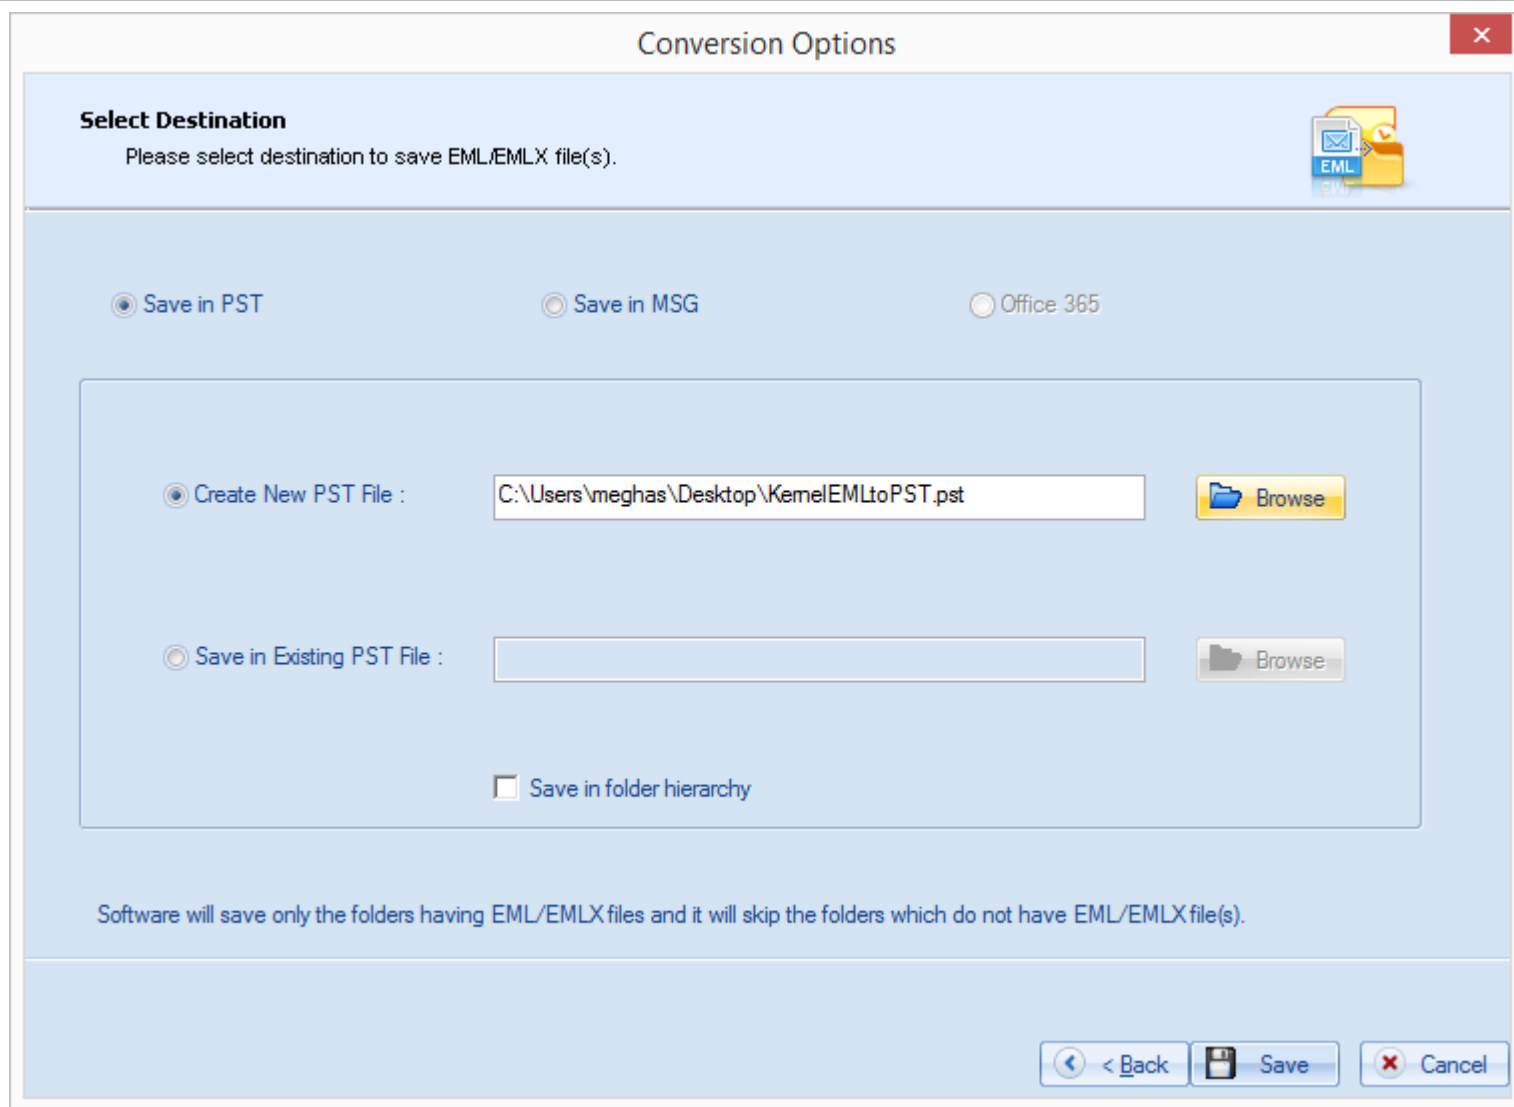 Conversion Options
Select Destination
Please select destination to save EML/EMLX file(s).
EML
Save in PST
Save in MSG
Office 365
Create New PST File :
C:\Users\meghas\Desktop\KernelEMLtoPST.pst
Browse
Save in Existing PST File :
Browse
Save in folder hierarchy
Software will save only the folders having EML/EMLX files and it will skip the folders which do not have EML/EMLX file(s).
< Back
Save
Cancel